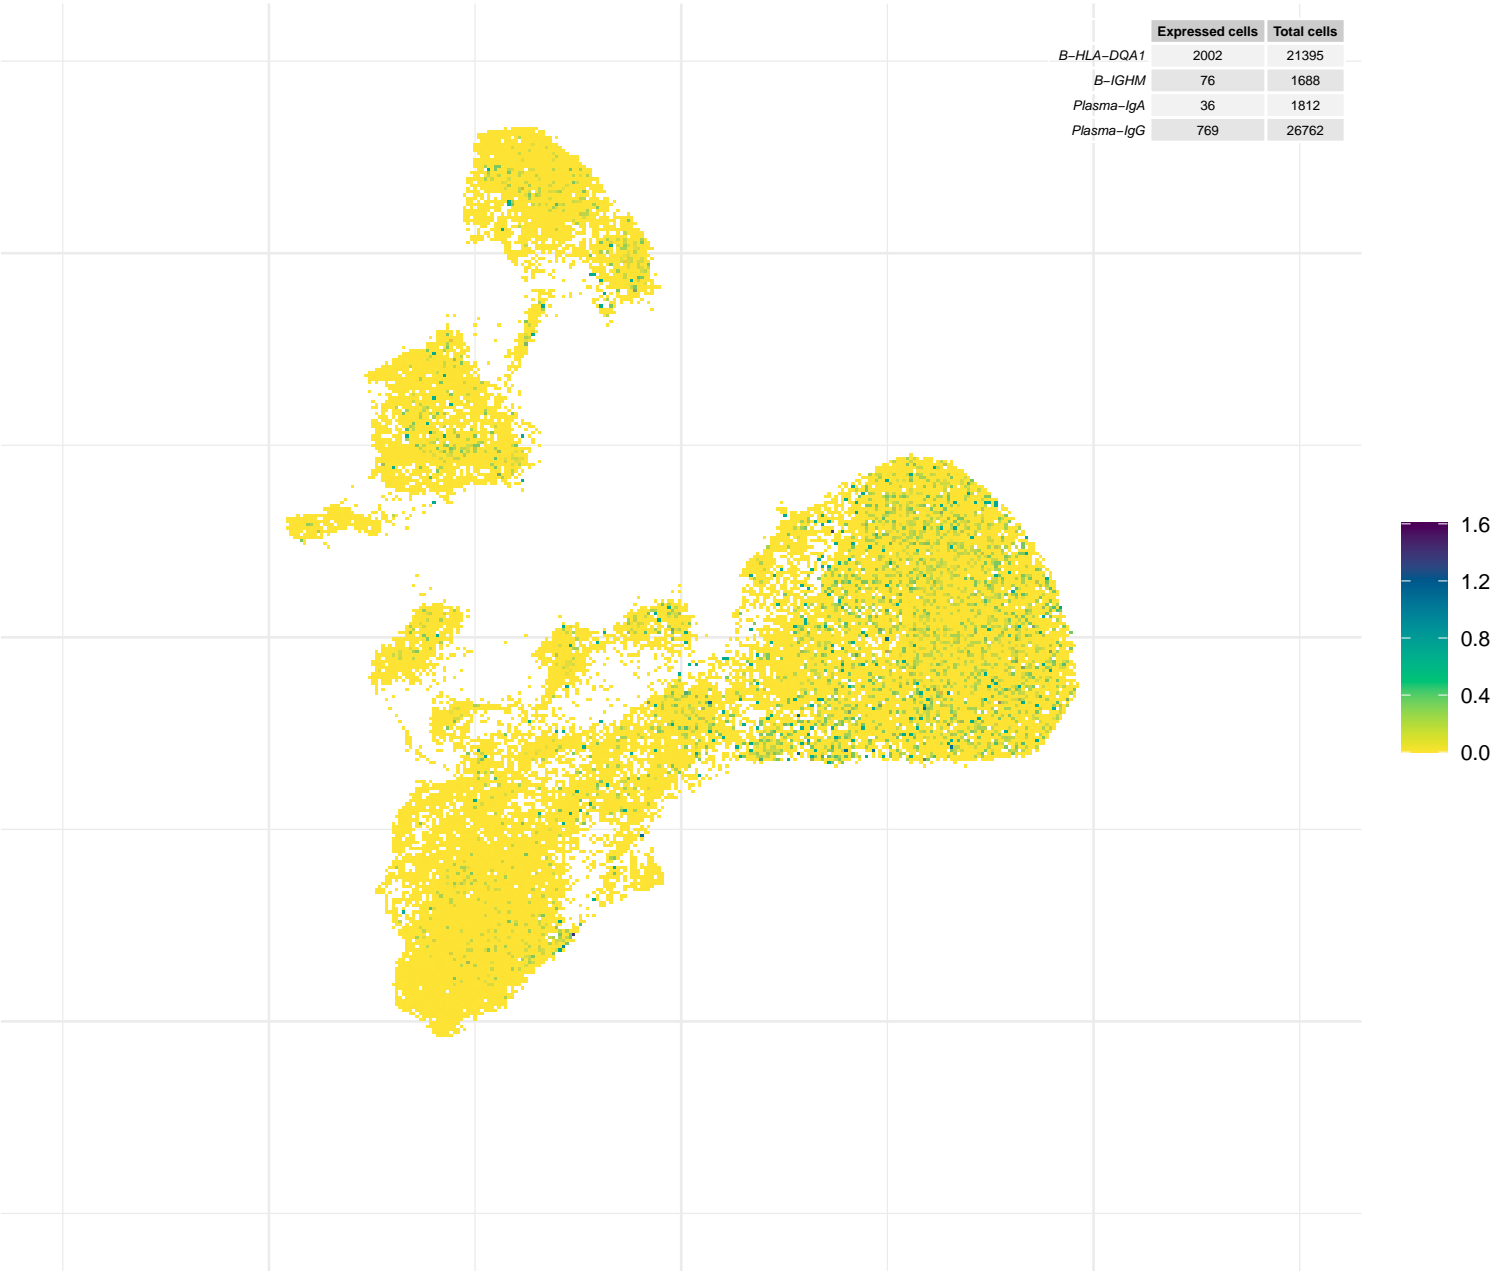 Expressed cells Total cells
B−HLA−DQA1 2002 21395
B−IGHM 76 1688
Plasma−IgA 36 1812
Plasma−IgG 769 26762
1.6
1.2
0.8
0.4
0.0